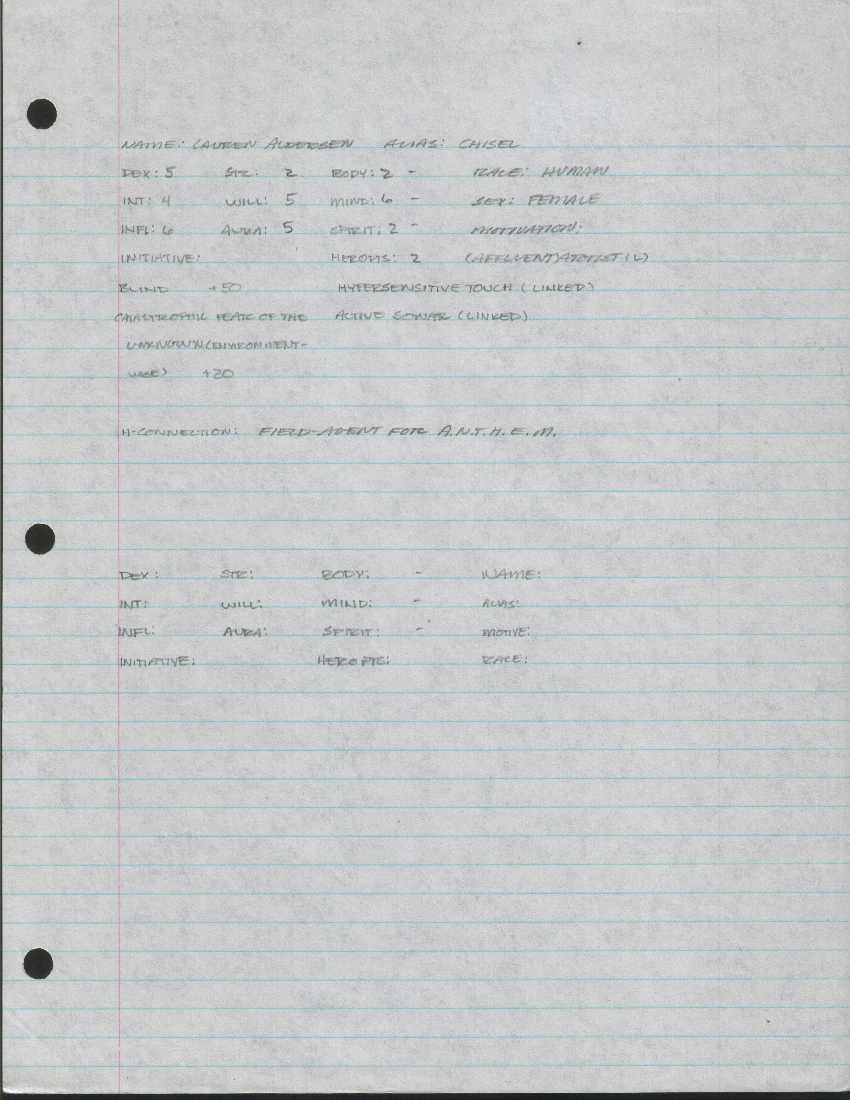 NAME: LAUREN ANDERSEN ALIAS: CHISEL
DEX: 5 STR: 2 BODY: 2 - RACE: HUMAN
INT: 4 WILL: 5 MIND: 6 - SEX: FEMALE
INFL: 6 AURA: 5 SPIRIT: 2 - MOTIVATION:
INITIATIVE: HEROPTS: 2 (AFFLUENT) ARTIST (L)
BLIND +50 HYPERSENSITIVE TOUCH (LINKED)
CATASTROPHIC FEAR OF THE ACTIVE SONAR (LINKED)
UNKNOWN (ENVIRONMENT-
WISE) +20
H-CONNECTION: FIELD-AGENT FOR A.N.T.H.E.M.
DEX: STR: BODY: - NAME:
INT: WILL: MIND: - ALIAS:
INFL: AURA: SPIRIT: - MOTIVE:
INITIATIVE: HERO PTS: RACE: